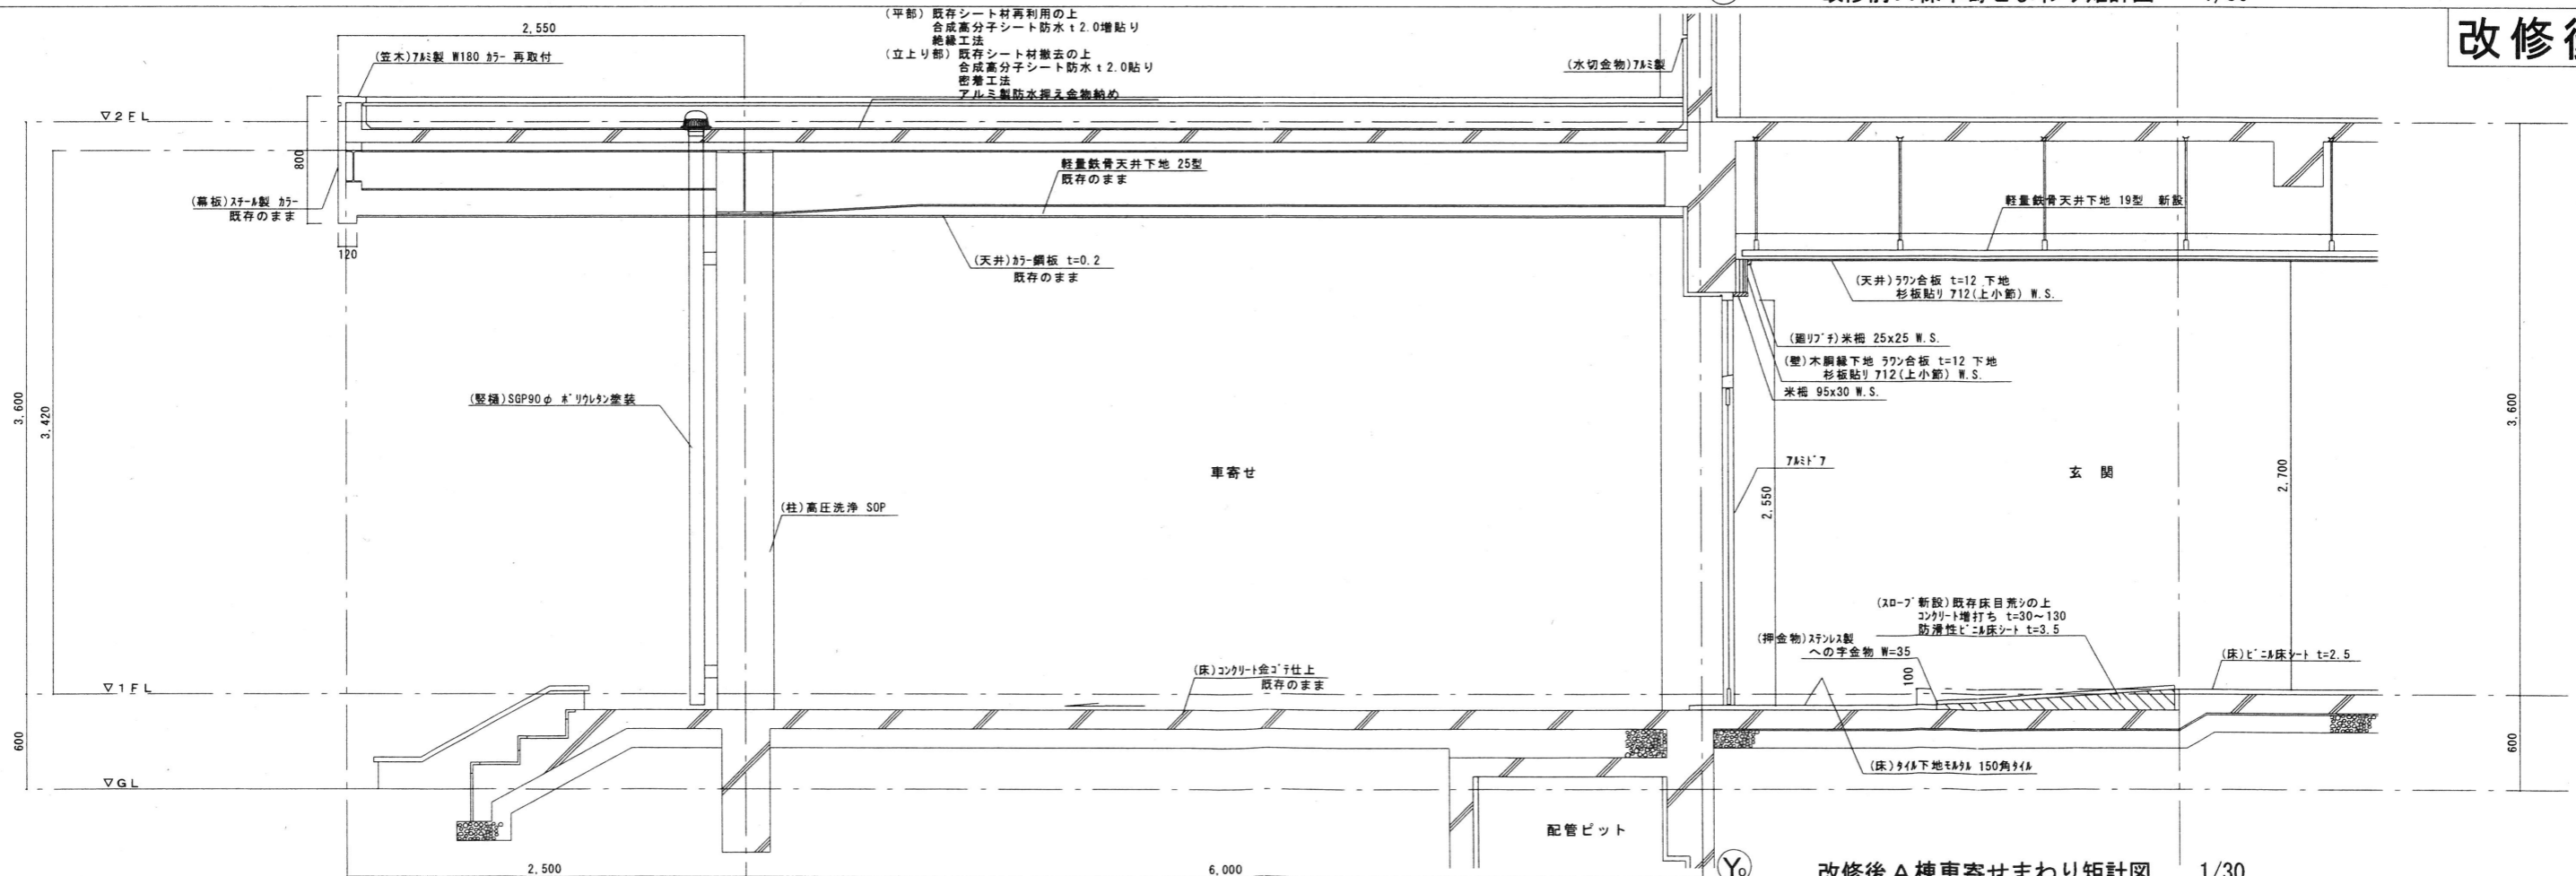 2,550
(平部) 既存シート材再利用の上
合成高分子シート防水 t2.0増貼り
絶縁工法
(立上り部) 既存シート材撤去の上
合成高分子シート防水 t2.0貼り
密着工法
アルミ製防水押え金物納め
改修後
(笠木)アルミ製 W180 カラー 再取付
(水切金物)アルミ製
▽2FL
800
(幕板)スチール製 カラー
既存のまま
120
軽量鉄骨天井下地 25型
既存のまま
軽量鉄骨天井下地 19型 新設
(天井)カラー鋼板 t=0.2
既存のまま
(天井)ラワン合板 t=12 下地
杉板貼り ア12(上小節) W.S.
(廻リブチ)米栂 25x25 W.S.
(壁)木胴縁下地 ラワン合板 t=12 下地
杉板貼り ア12(上小節) W.S.
米栂 95x30 W.S.
3,600
3,420
(竪樋)SGP90φ ポリウレタン塗装
車寄せ
アルミドア
玄 関
2,550
2,700
3,600
(柱)高圧洗浄 SOP
(スロープ新設)既存床目荒シの上
コンクリート増打ち t=30～130
防滑性ビニル床シート t=3.5
(押金物)ステンレス製
への字金物 W=35
100
(床)ビニル床シート t=2.5
(床)コンクリート金ゴテ仕上
既存のまま
▽1FL
600
600
(床)タイル下地モルタル 150角タイル
▽GL
配管ピット
2,500
6,000
Y0
改修後A棟車寄せまわり矩計図 1/30